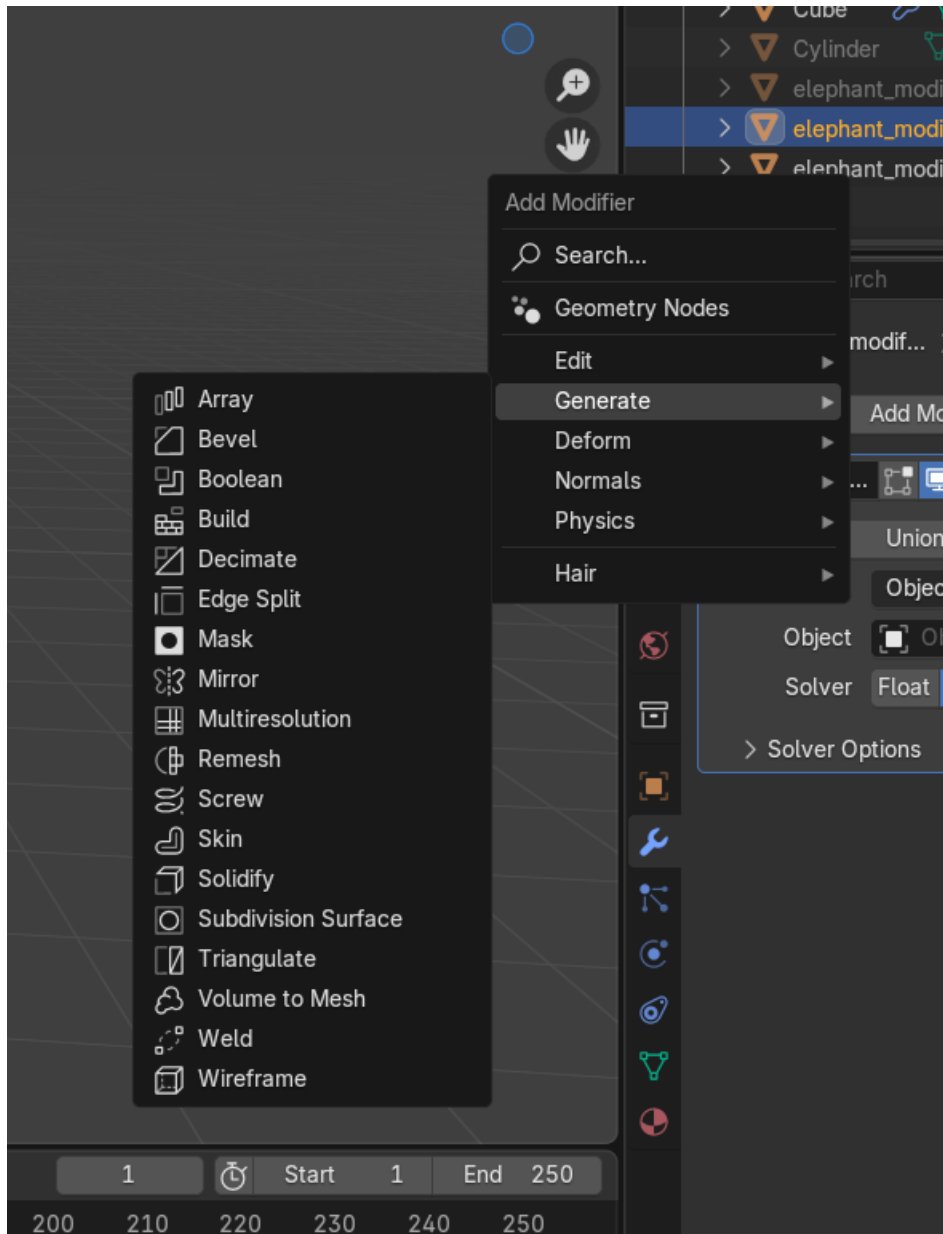 Cube
Cylinder
elephant_modi
elephant_modi
elephant_modi
Add Modifier
Search...
Geometry Nodes
Edit
Generate
Deform
Normals
Physics
Hair
Array
Bevel
Boolean
Build
Decimate
Edge Split
Mask
Mirror
Multiresolution
Remesh
Screw
Skin
Solidify
Subdivision Surface
Triangulate
Volume to Mesh
Weld
Wireframe
rch
modif...
Add Mo
...
Union
Objec
Object
Solver Float
Solver Options
1 Start 1 End 250
200 210 220 230 240 250